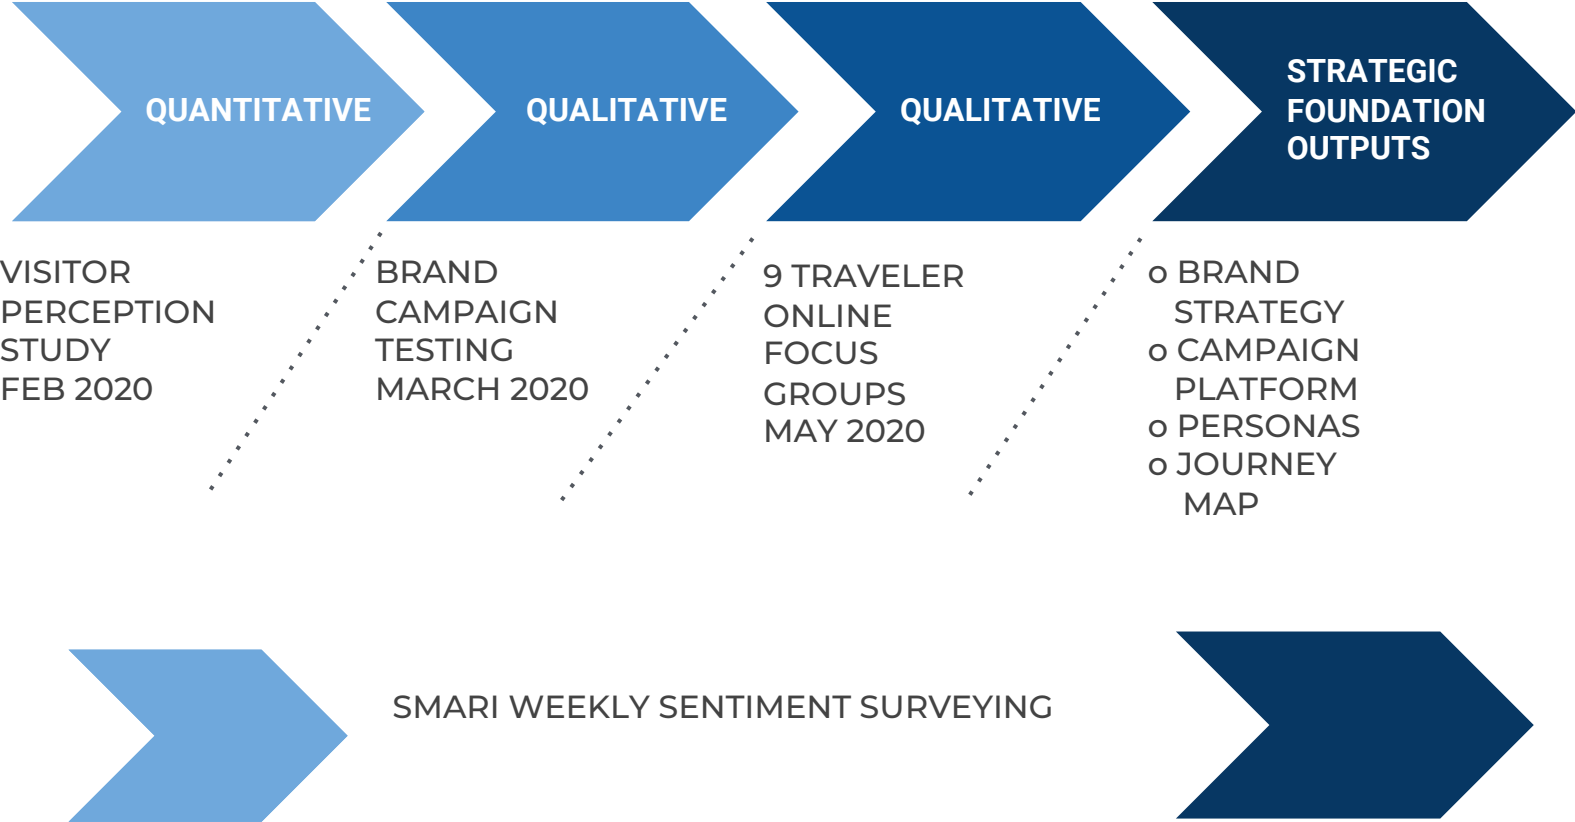 QUANTITATIVE
QUALITATIVE
QUALITATIVE
STRATEGIC
FOUNDATION
OUTPUTS
VISITOR
PERCEPTION
STUDY
FEB 2020
BRAND
CAMPAIGN
TESTING
MARCH 2020
9 TRAVELER
ONLINE
FOCUS
GROUPS
MAY 2020
o BRAND
STRATEGY
o CAMPAIGN
PLATFORM
o PERSONAS
o JOURNEY
MAP
SMARI WEEKLY SENTIMENT SURVEYING